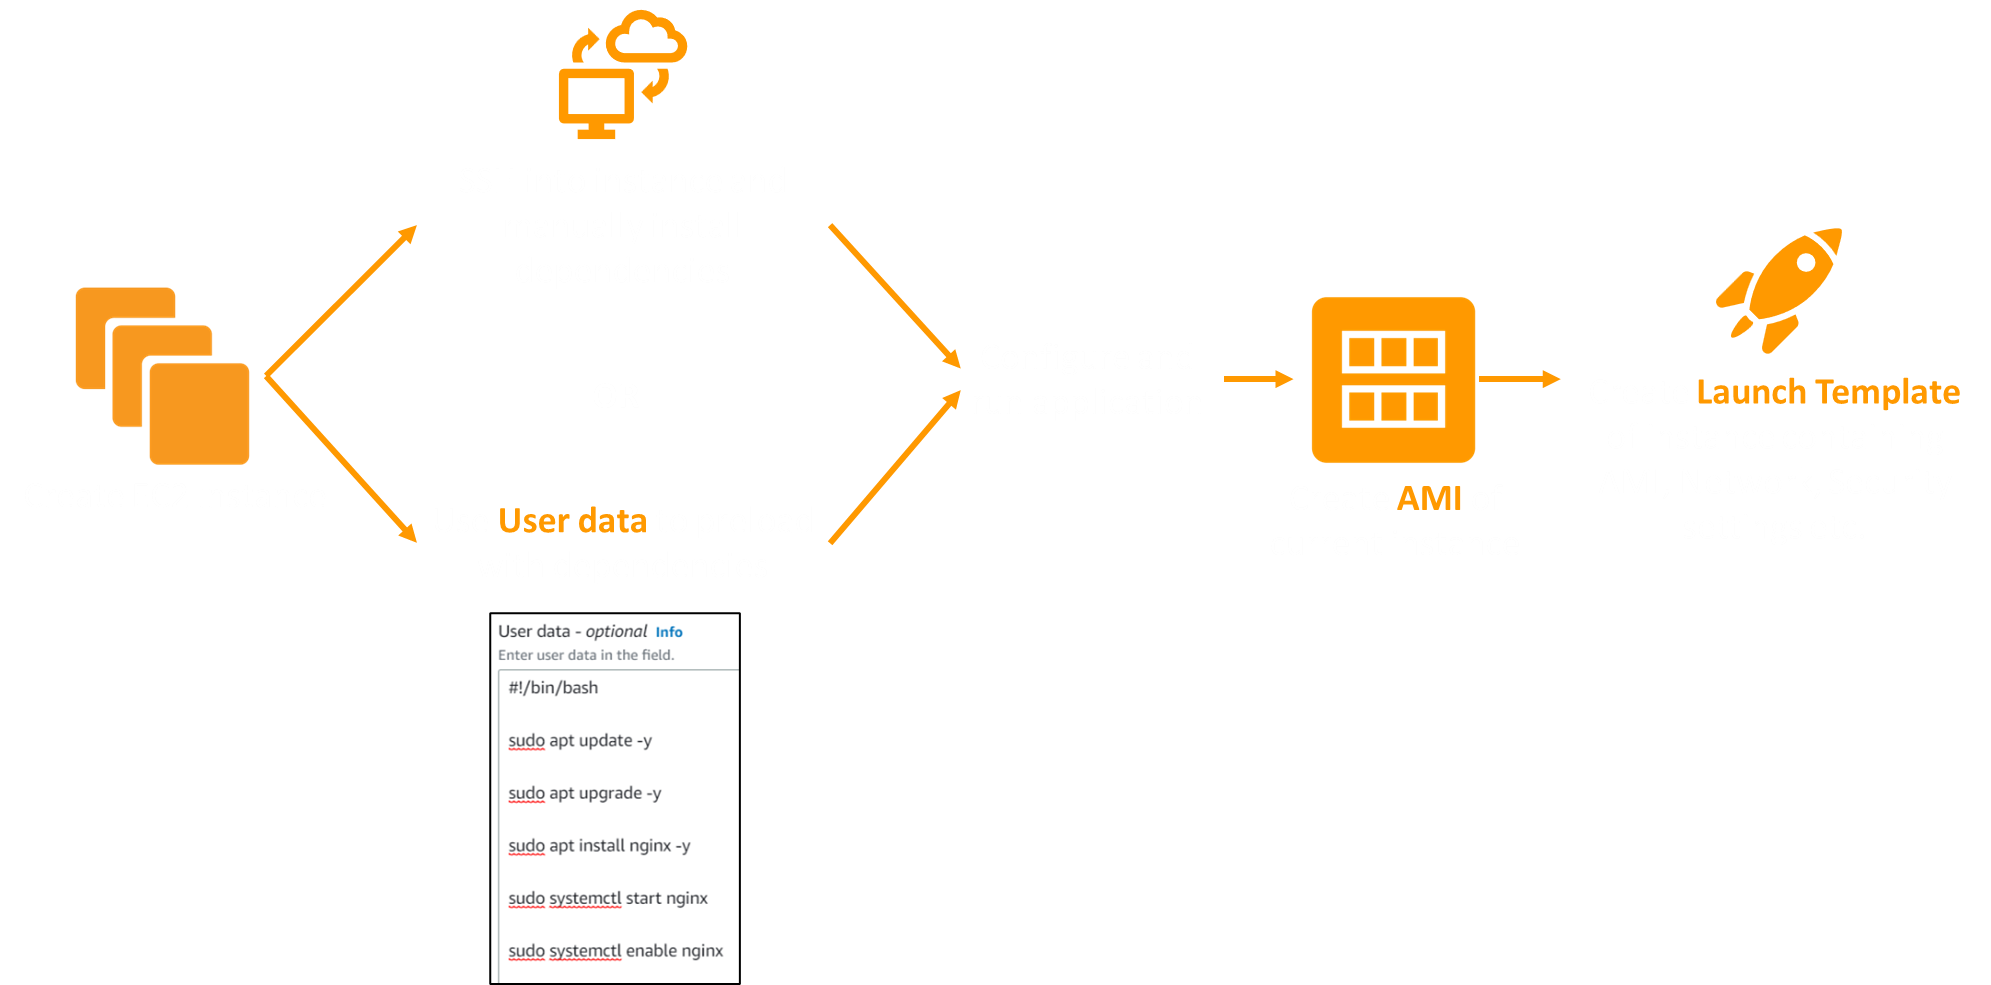 Launch Template
AMI
User data
User data - optional Info
Enter user data in the field.
#!/bin/bash
sudo apt update -y
sudo apt upgrade -y
sudo apt install nginx -y
sudo systemctl start nginx
sudo systemctl enable nginx